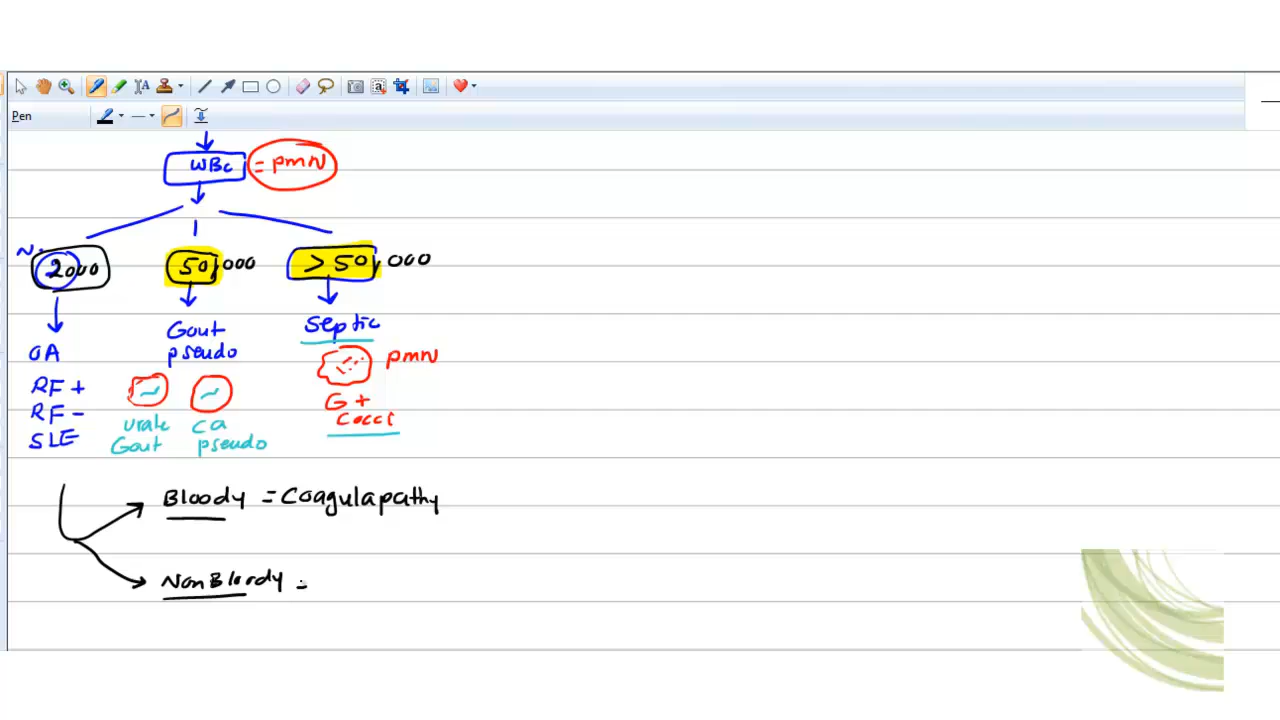 Pen
WBc = pmN
N.
2000 50,000 >50,000
Gout
pseudo
Septic
OA
RF +
RF -
SLE
urate
Gout
ca
pseudo
pmN
G +
Cocci
Bloody = Coagulapathy
NonBloody =